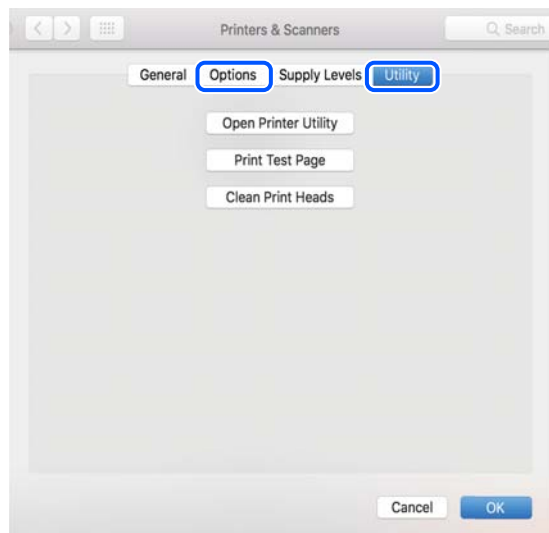 Printers & Scanners
Search
General Options Supply Levels Utility
Open Printer Utility
Print Test Page
Clean Print Heads
Cancel OK